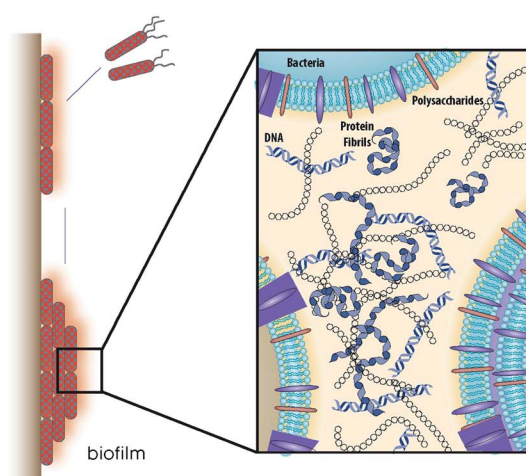 Bacteria
Polysaccharides
DNA
Protein
Fibrils
biofilm